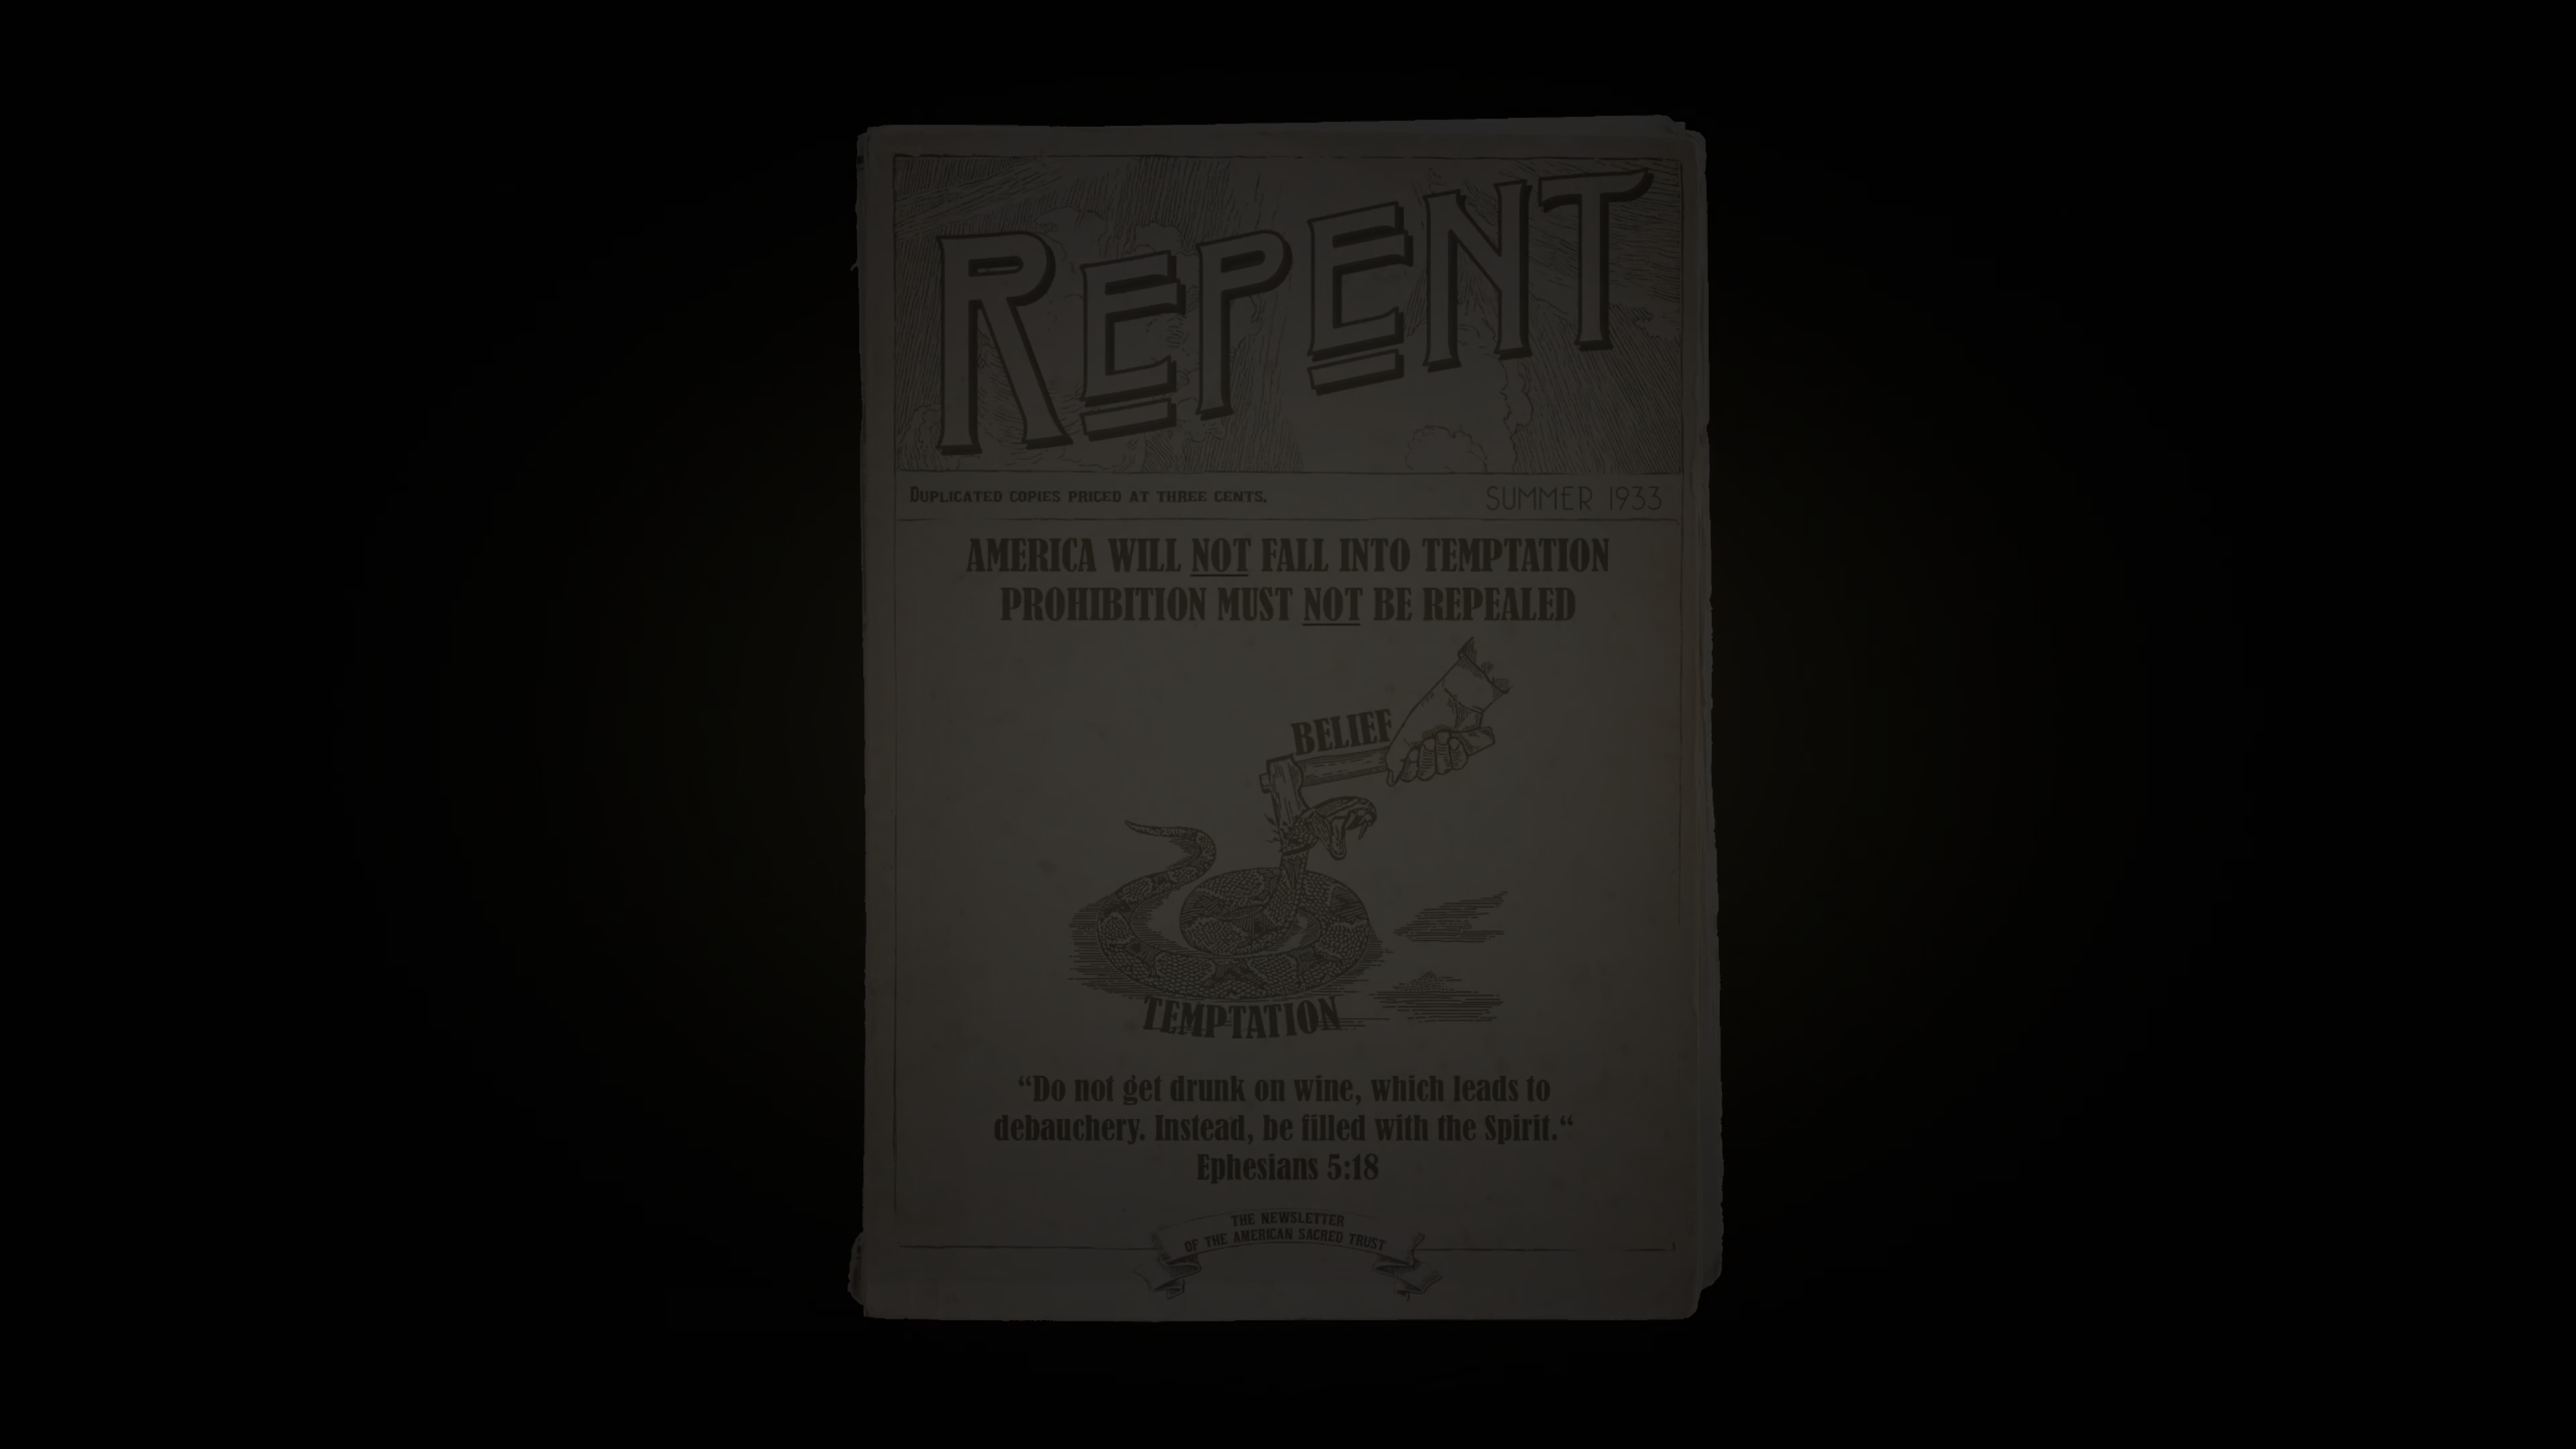 REPENT
DUPLICATED COPIES PRICED AT THREE CENTS.
SUMMER 1933
AMERICA WILL NOT FALL INTO TEMPTATION
PROHIBITION MUST NOT BE REPEALED
BELIEF
TEMPTATION
“Do not get drunk on wine, which leads to
debauchery. Instead, be filled with the Spirit.“
Ephesians 5:18
THE NEWSLETTER
OF THE AMERICAN SACRED TRUST